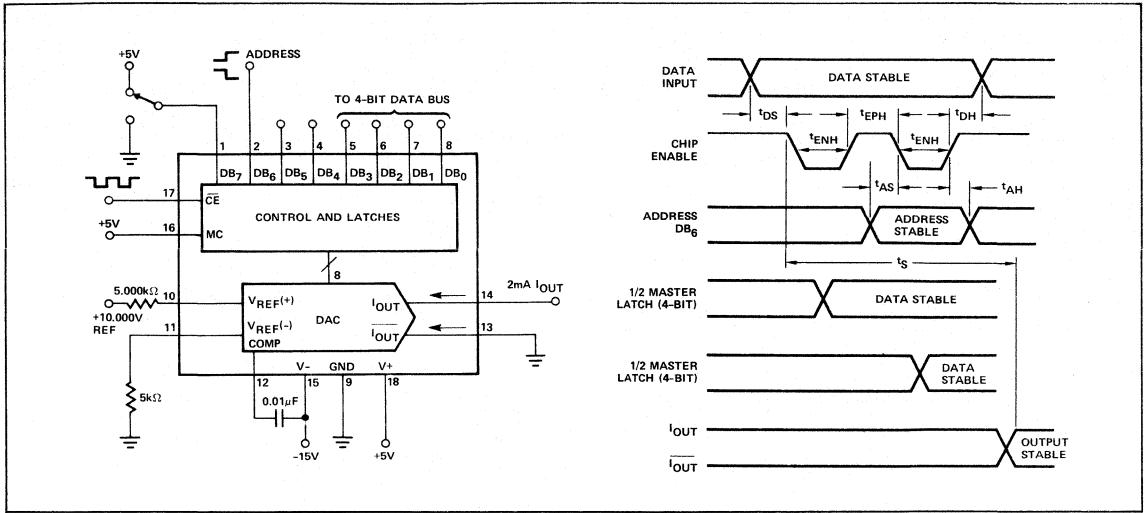 +5V
ADDRESS
TO 4-BIT DATA BUS
1 2 3 4 5 6 7 8
DB7 DB6 DB5 DB4 DB3 DB2 DB1 DB0
17
CE
CONTROL AND LATCHES
+5V
16
MC
8
5.000kΩ
+10.000V
REF
10
VREF(+)
IOUT
14
2mA IOUT
DAC
11
VREF(-)
IOUT
13
COMP
V- GND V+
12 15 9 18
5kΩ
0.01μF
-15V
+5V
DATA
INPUT
DATA STABLE
tDS
tEPH
tDH
CHIP
ENABLE
tENH
tENH
tAS
tAH
ADDRESS
DB6
ADDRESS
STABLE
tS
1/2 MASTER
LATCH (4-BIT)
DATA STABLE
1/2 MASTER
LATCH (4-BIT)
DATA
STABLE
IOUT
IOUT
OUTPUT
STABLE